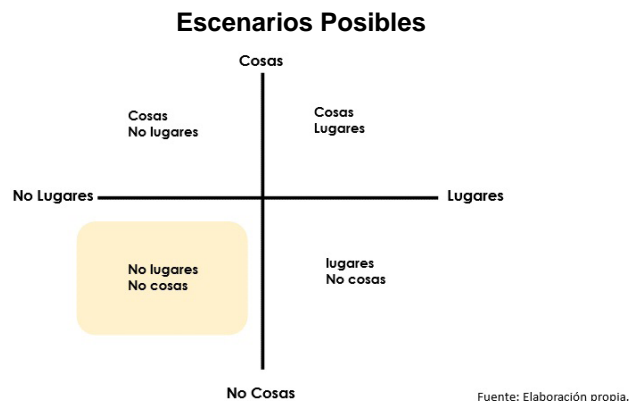 Escenarios Posibles
Cosas
Cosas
No lugares
Cosas
Lugares
No Lugares
Lugares
No lugares
No cosas
lugares
No cosas
No Cosas
Fuente: Elaboración propia.